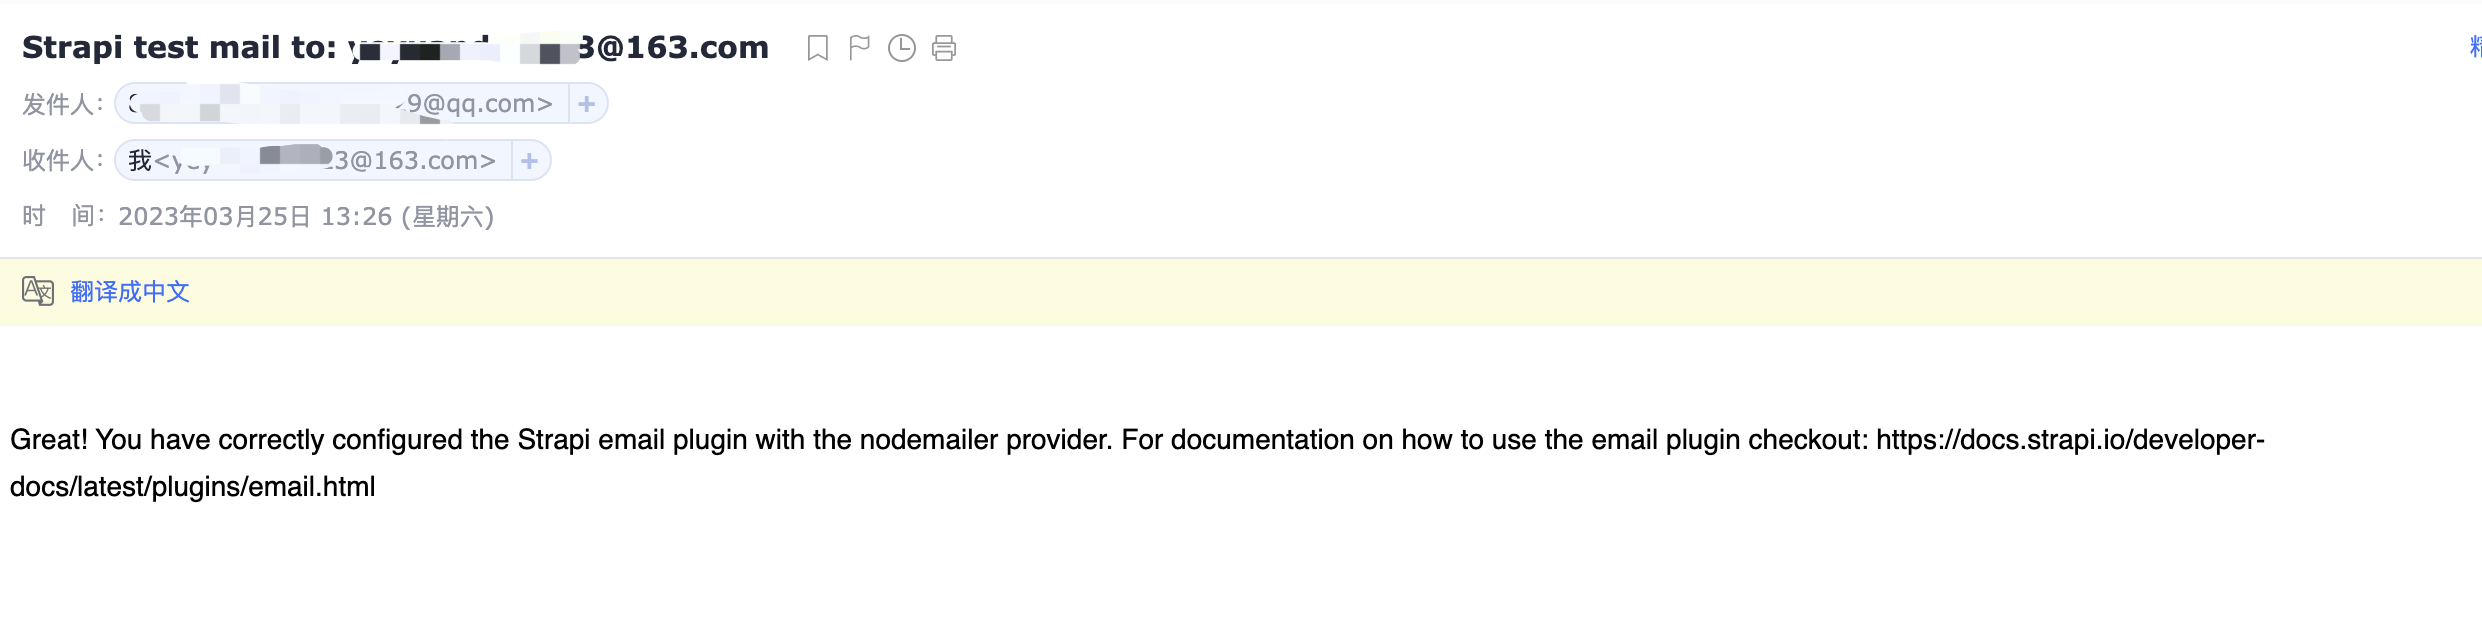 Strapi test mail to: 3@163.com
发件人： 9@qq.com> +
收件人： 我<y 3@163.com> +
时 间： 2023年03月25日 13:26 (星期六)
翻译成中文
Great! You have correctly configured the Strapi email plugin with the nodemailer provider. For documentation on how to use the email plugin checkout: https://docs.strapi.io/developer-
docs/latest/plugins/email.html